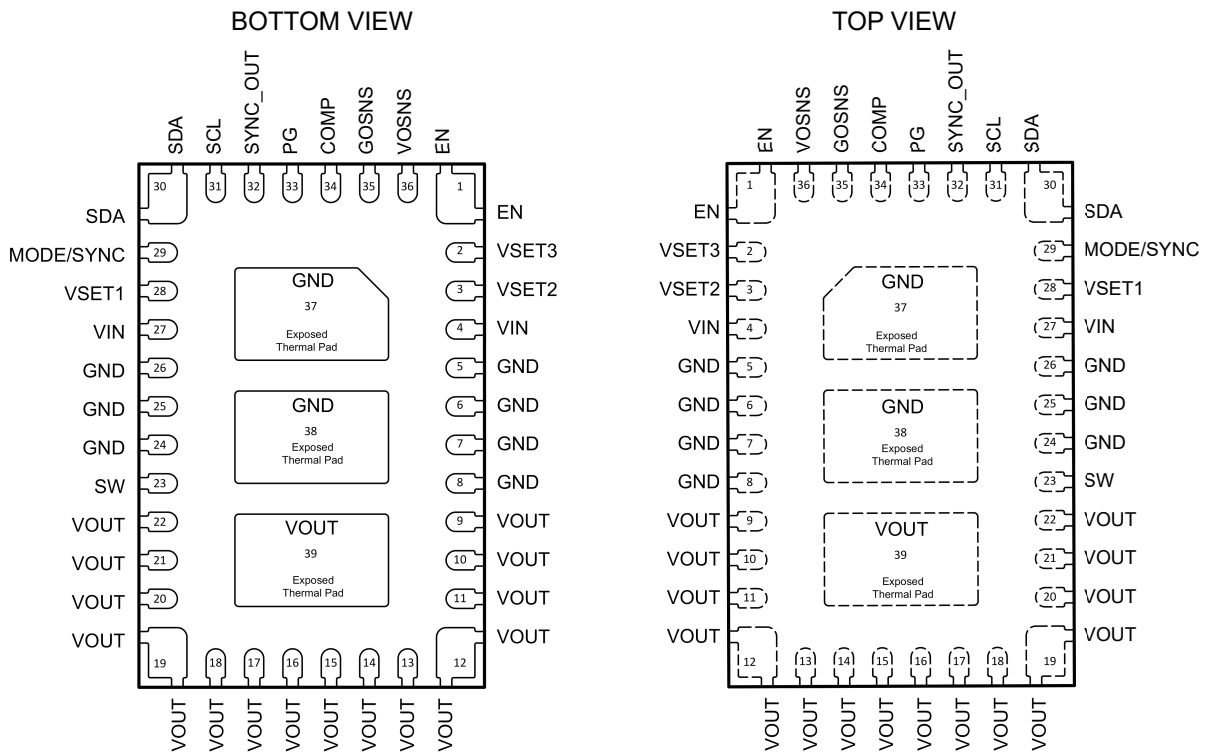 BOTTOM VIEW
SDA
SCL
SYNC_OUT
PG
COMP
GOSNS
VOSNS
EN
30
31
32
33
34
35
36
1
SDA
EN
MODE/SYNC
29
2
VSET3
VSET1
28
3
VSET2
VIN
27
4
VIN
GND
26
5
GND
GND
25
6
GND
GND
24
7
GND
SW
23
8
GND
VOUT
22
9
VOUT
VOUT
21
10
VOUT
VOUT
20
11
VOUT
VOUT
VOUT
GND
37
Exposed
Thermal Pad
GND
38
Exposed
Thermal Pad
VOUT
39
Exposed
Thermal Pad
19
18
17
16
15
14
13
12
VOUT
VOUT
VOUT
VOUT
VOUT
VOUT
VOUT
VOUT
TOP VIEW
EN
VOSNS
GOSNS
COMP
PG
SYNC_OUT
SCL
SDA
1
36
35
34
33
32
31
30
EN
SDA
VSET3
2
29
MODE/SYNC
VSET2
3
28
VSET1
VIN
4
27
VIN
GND
5
26
GND
GND
6
25
GND
GND
7
24
GND
GND
8
23
SW
VOUT
9
22
VOUT
VOUT
10
21
VOUT
VOUT
11
20
VOUT
VOUT
VOUT
GND
37
Exposed
Thermal Pad
GND
38
Exposed
Thermal Pad
VOUT
39
Exposed
Thermal Pad
12
13
14
15
16
17
18
19
VOUT
VOUT
VOUT
VOUT
VOUT
VOUT
VOUT
VOUT